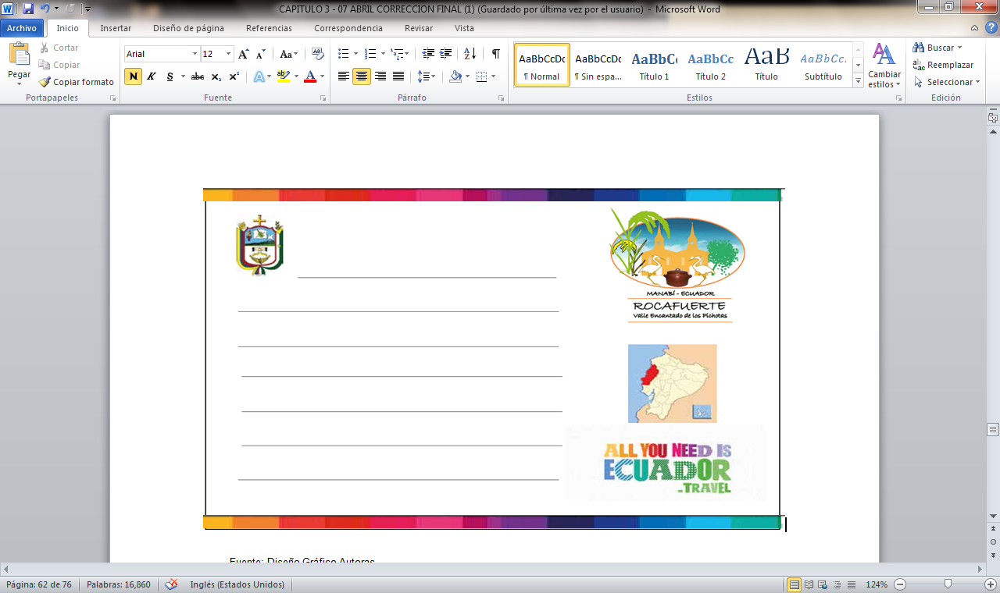 CAPITULO 3 - 07 ABRIL CORRECCION FINAL (1) (Guardado por última vez por el usuario) - Microsoft Word
Archivo Inicio Insertar Diseño de página Referencias Correspondencia Revisar Vista
Pegar
Cortar
Copiar
Copiar formato
Portapapeles
Arial 12
N K S abc x₂ x²
Fuente
Párrafo
AaBbCcDc AaBbCcDc AaBbCc AaBbCc AaB AaBbCc.
¶ Normal ¶ Sin espa... Título 1 Título 2 Título Subtítulo
Cambiar estilos
Estilos
Buscar
Reemplazar
Seleccionar
Edición
MANABÍ - ECUADOR
ROCAFUERTE
Valle Encantado de los Pichotas
ALL YOU NEED IS
ECUADOR
.TRAVEL
Fuente: Diseño Gráfico Autoras
Página: 62 de 76 Palabras: 16,860 Inglés (Estados Unidos) 124%